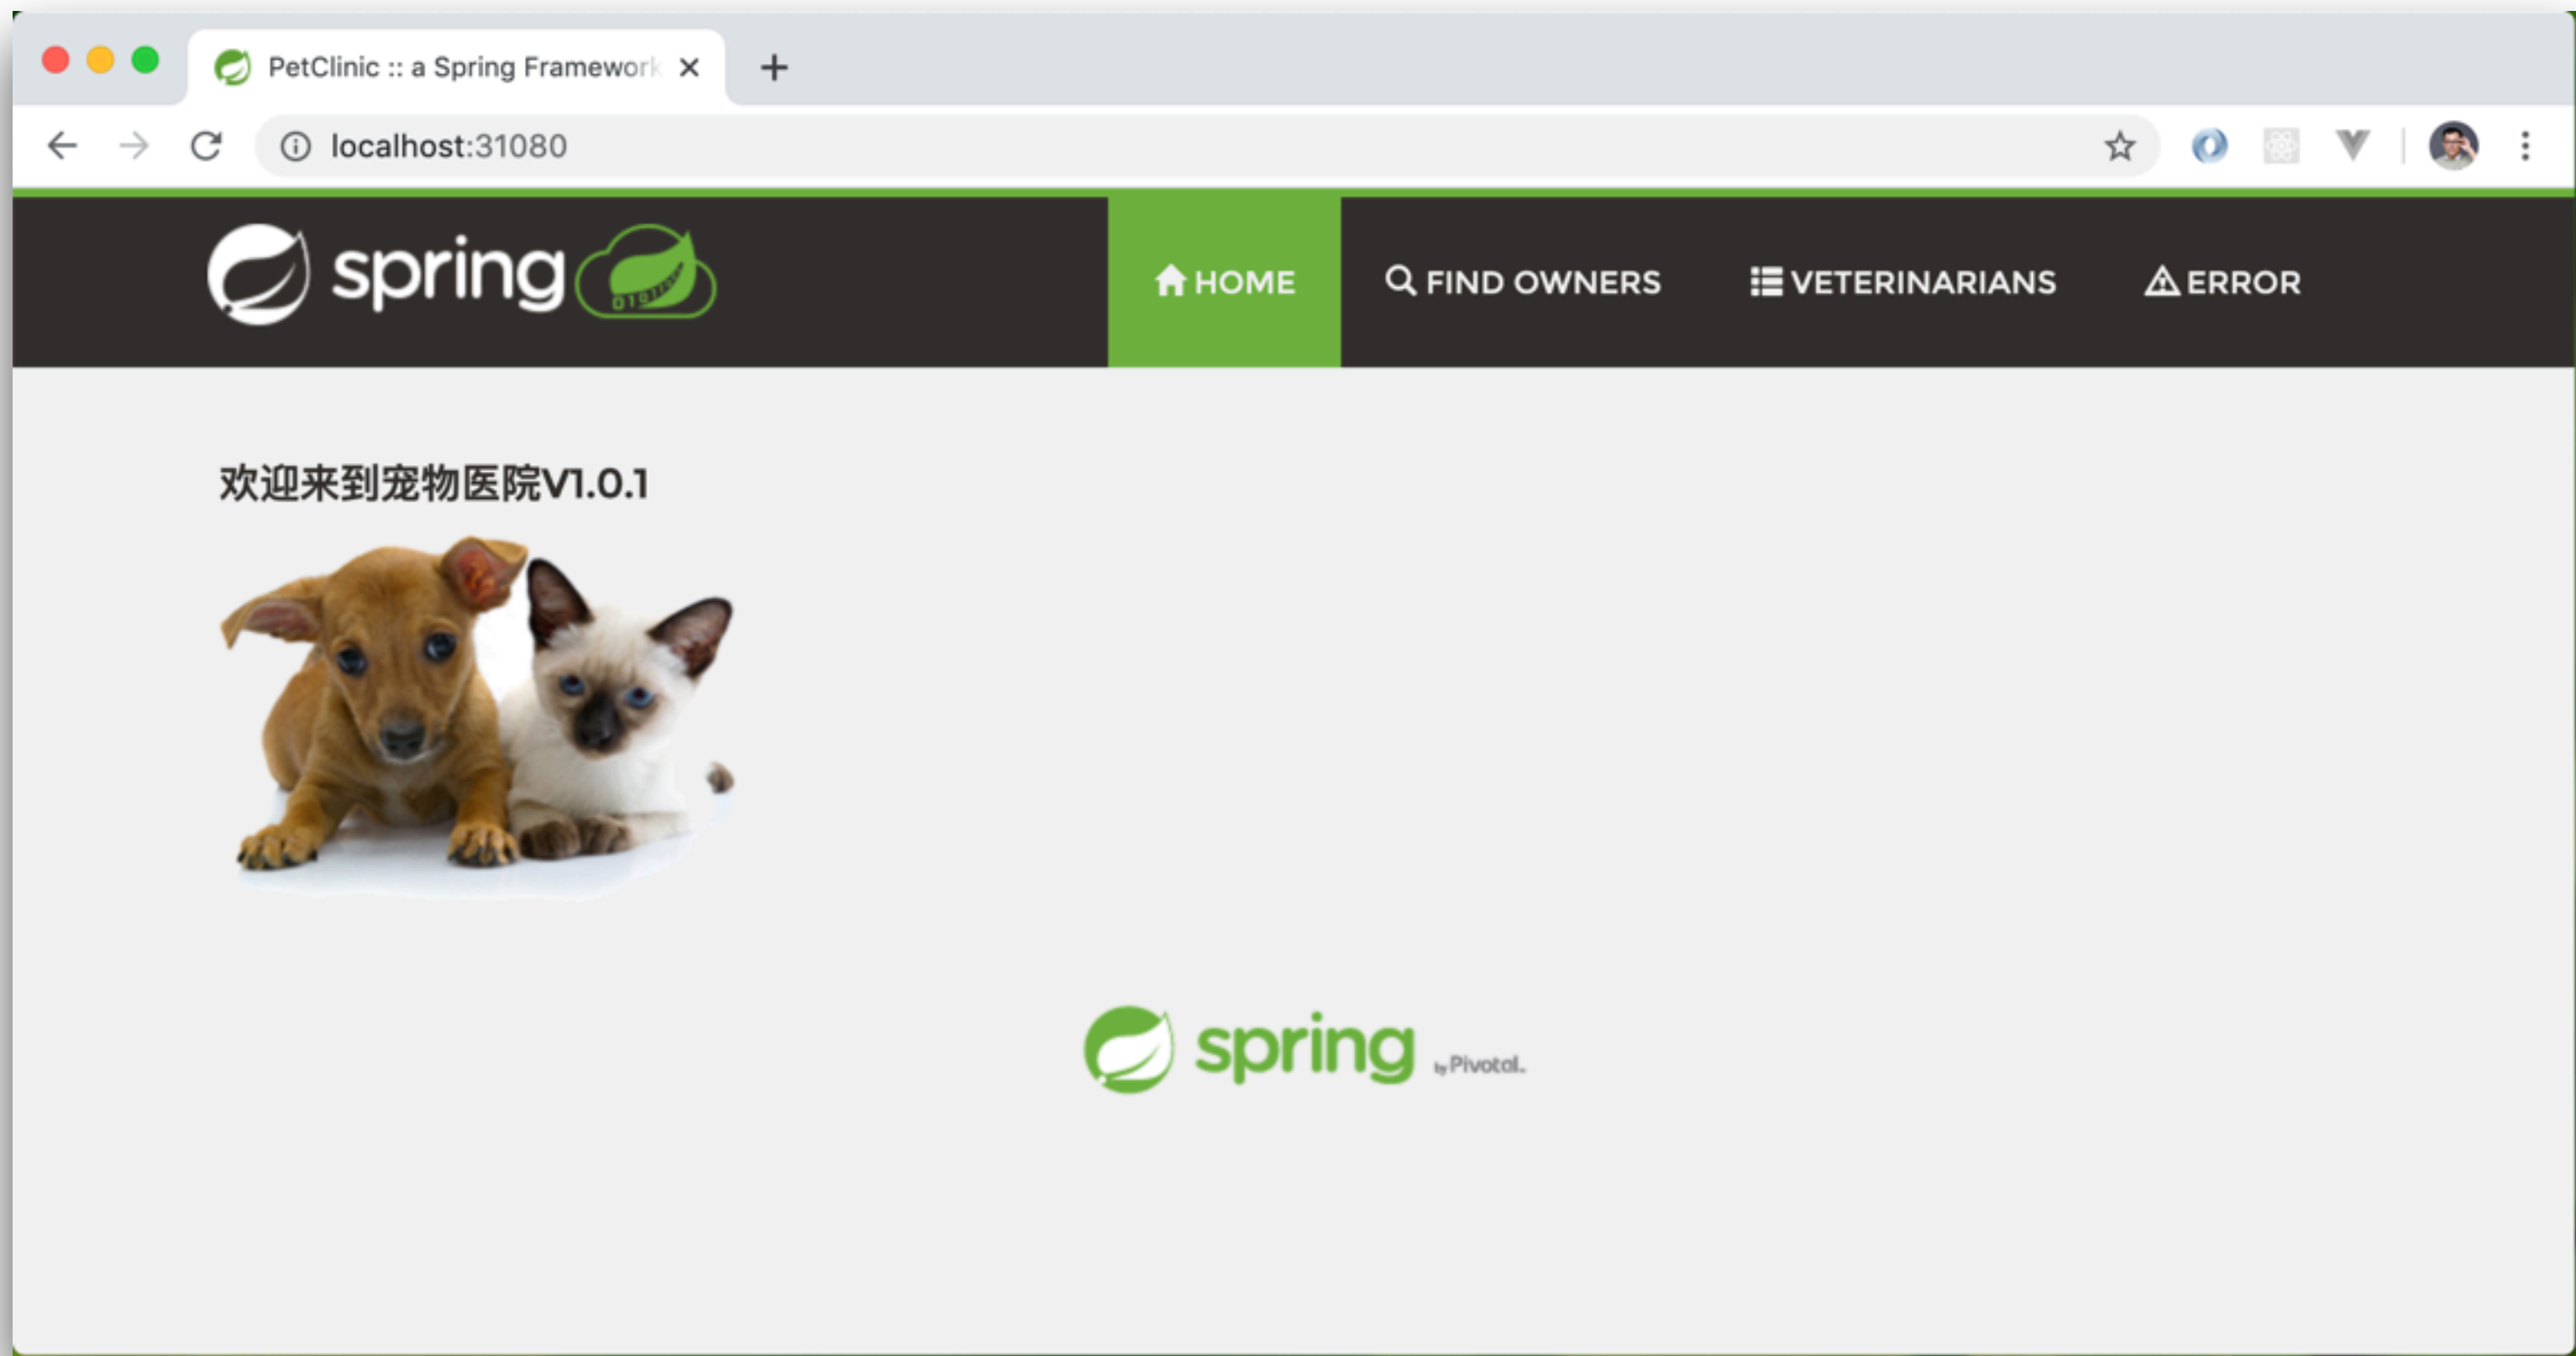 PetClinic :: a Spring Framework
localhost:31080
spring
HOME
FIND OWNERS
VETERINARIANS
ERROR
欢迎来到宠物医院V1.0.1
spring by Pivotal